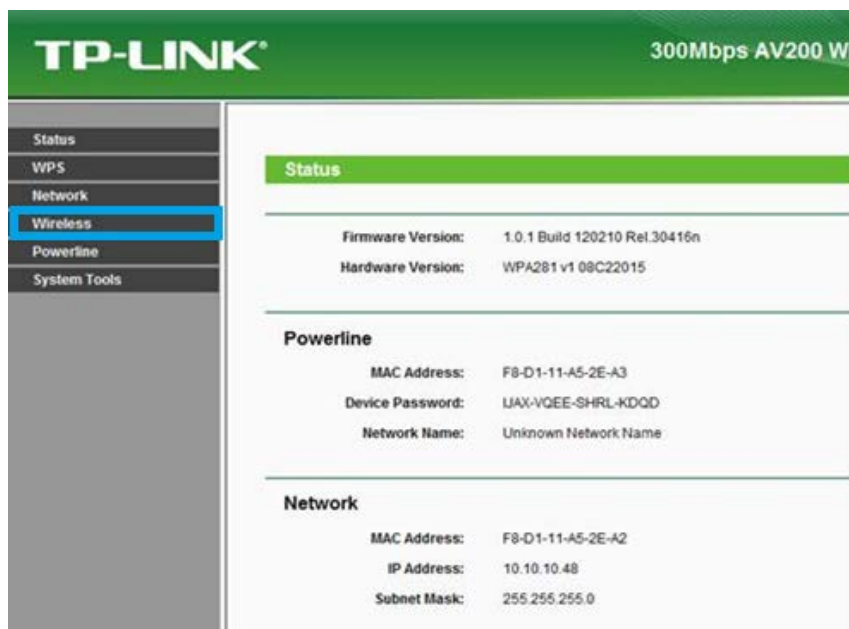 TP-LINK®
300Mbps AV200 W
Status
WPS
Network
Wireless
Powerline
System Tools
Status
Firmware Version: 1.0.1 Build 120210 Rel.30416n
Hardware Version: WPA281 v1 08C22015
Powerline
MAC Address: F8-D1-11-A5-2E-A3
Device Password: IJAX-VQEE-SHRL-KDQD
Network Name: Unknown Network Name
Network
MAC Address: F8-D1-11-A5-2E-A2
IP Address: 10.10.10.48
Subnet Mask: 255.255.255.0